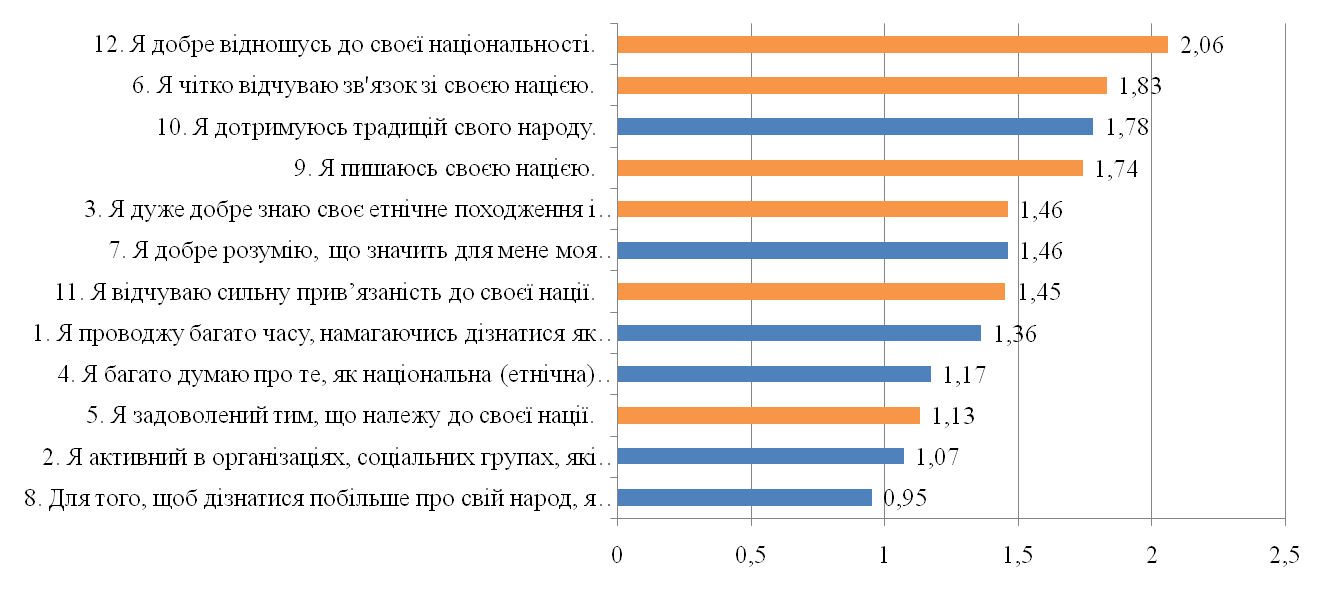 12. Я добре відношусь до своєї національності. 2,06
6. Я чітко відчуваю зв'язок зі своєю нацією. 1,83
10. Я дотримуюсь традицій свого народу. 1,78
9. Я пишаюсь своєю нацією. 1,74
3. Я дуже добре знаю своє етнічне походження і .. 1,46
7. Я добре розумію, що значить для мене моя .. 1,46
11. Я відчуваю сильну прив’язаність до своєї нації. 1,45
1. Я проводжу багато часу, намагаючись дізнатися як .. 1,36
4. Я багато думаю про те, як національна (етнічна) .. 1,17
5. Я задоволений тим, що належу до своєї нації. 1,13
2. Я активний в організаціях, соціальних групах, які .. 1,07
8. Для того, щоб дізнатися побільше про свій народ, я .. 0,95
0 0,5 1 1,5 2 2,5